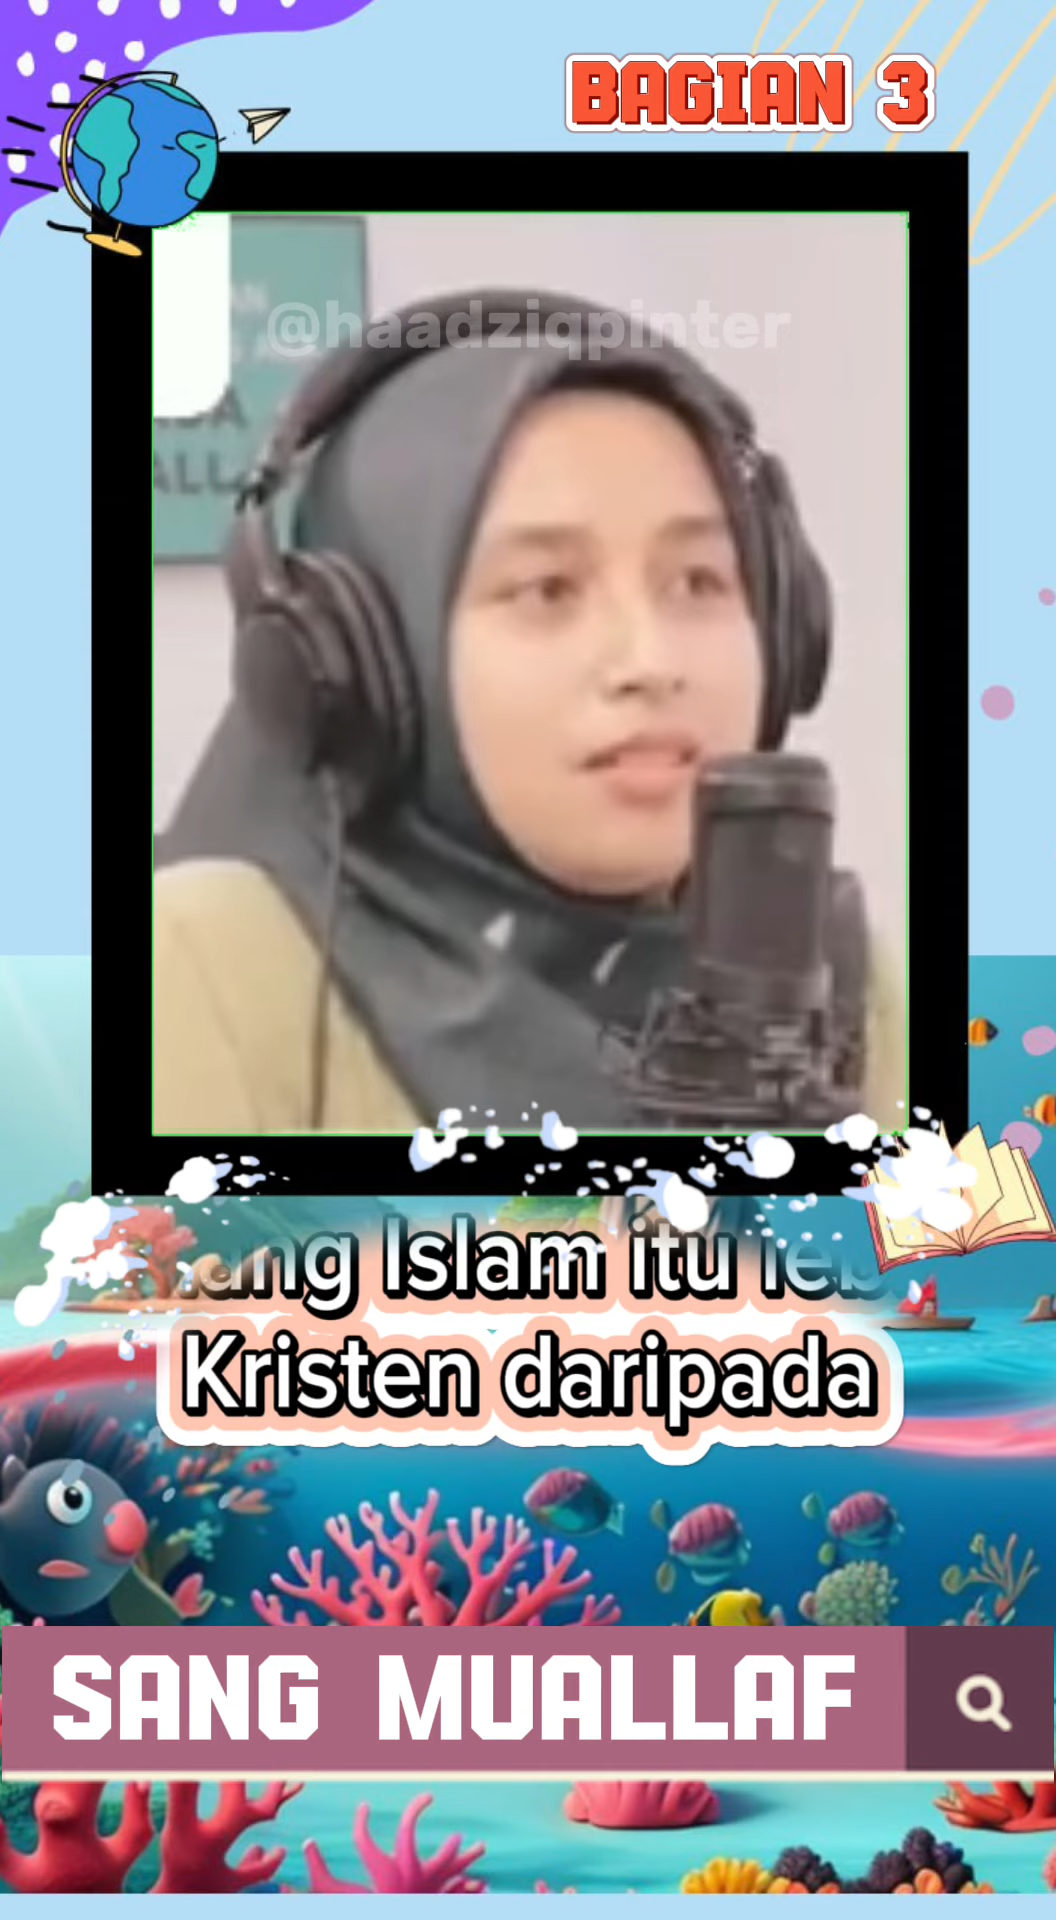 BAGIAN 3
@haadziqpinter
Islam itu
Kristen daripada
SANG MUALLAF